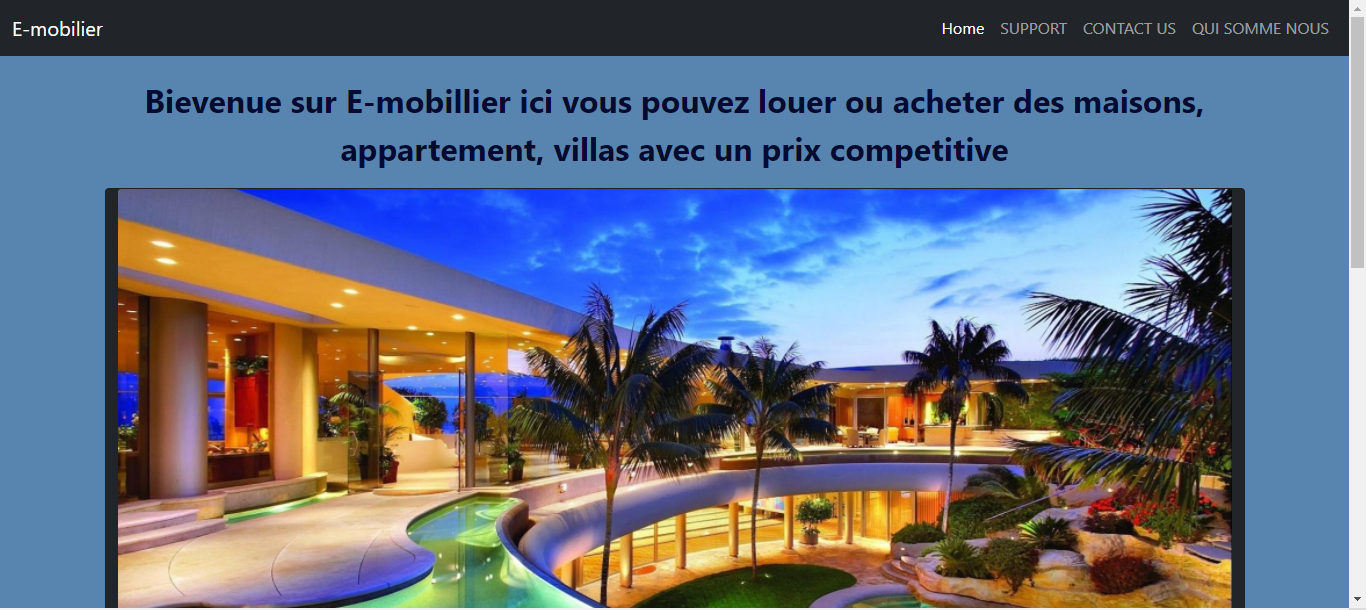 E-mobilier
Home SUPPORT CONTACT US QUI SOMME NOUS
Bievenue sur E-mobillier ici vous pouvez louer ou acheter des maisons,
appartement, villas avec un prix competitive